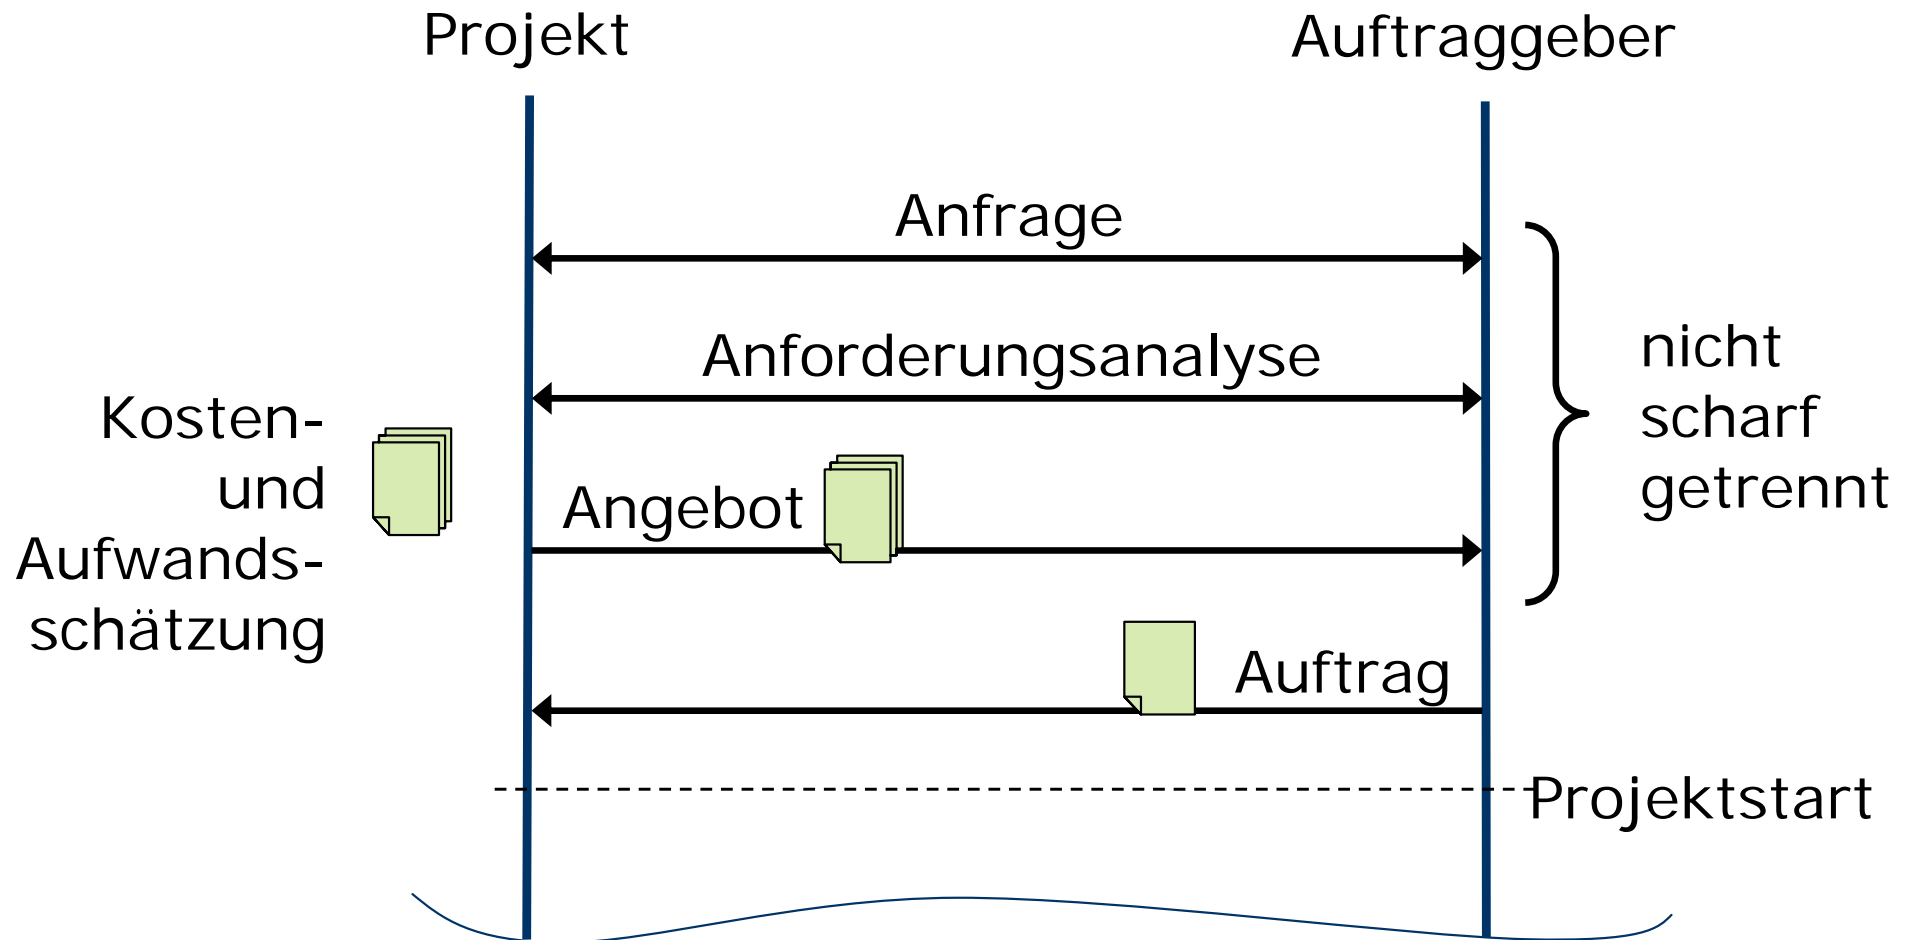 Projekt
Auftraggeber
Anfrage
Anforderungsanalyse
nicht
scharf
getrennt
Kosten-
und
Aufwands-
schätzung
Angebot
Auftrag
Projektstart